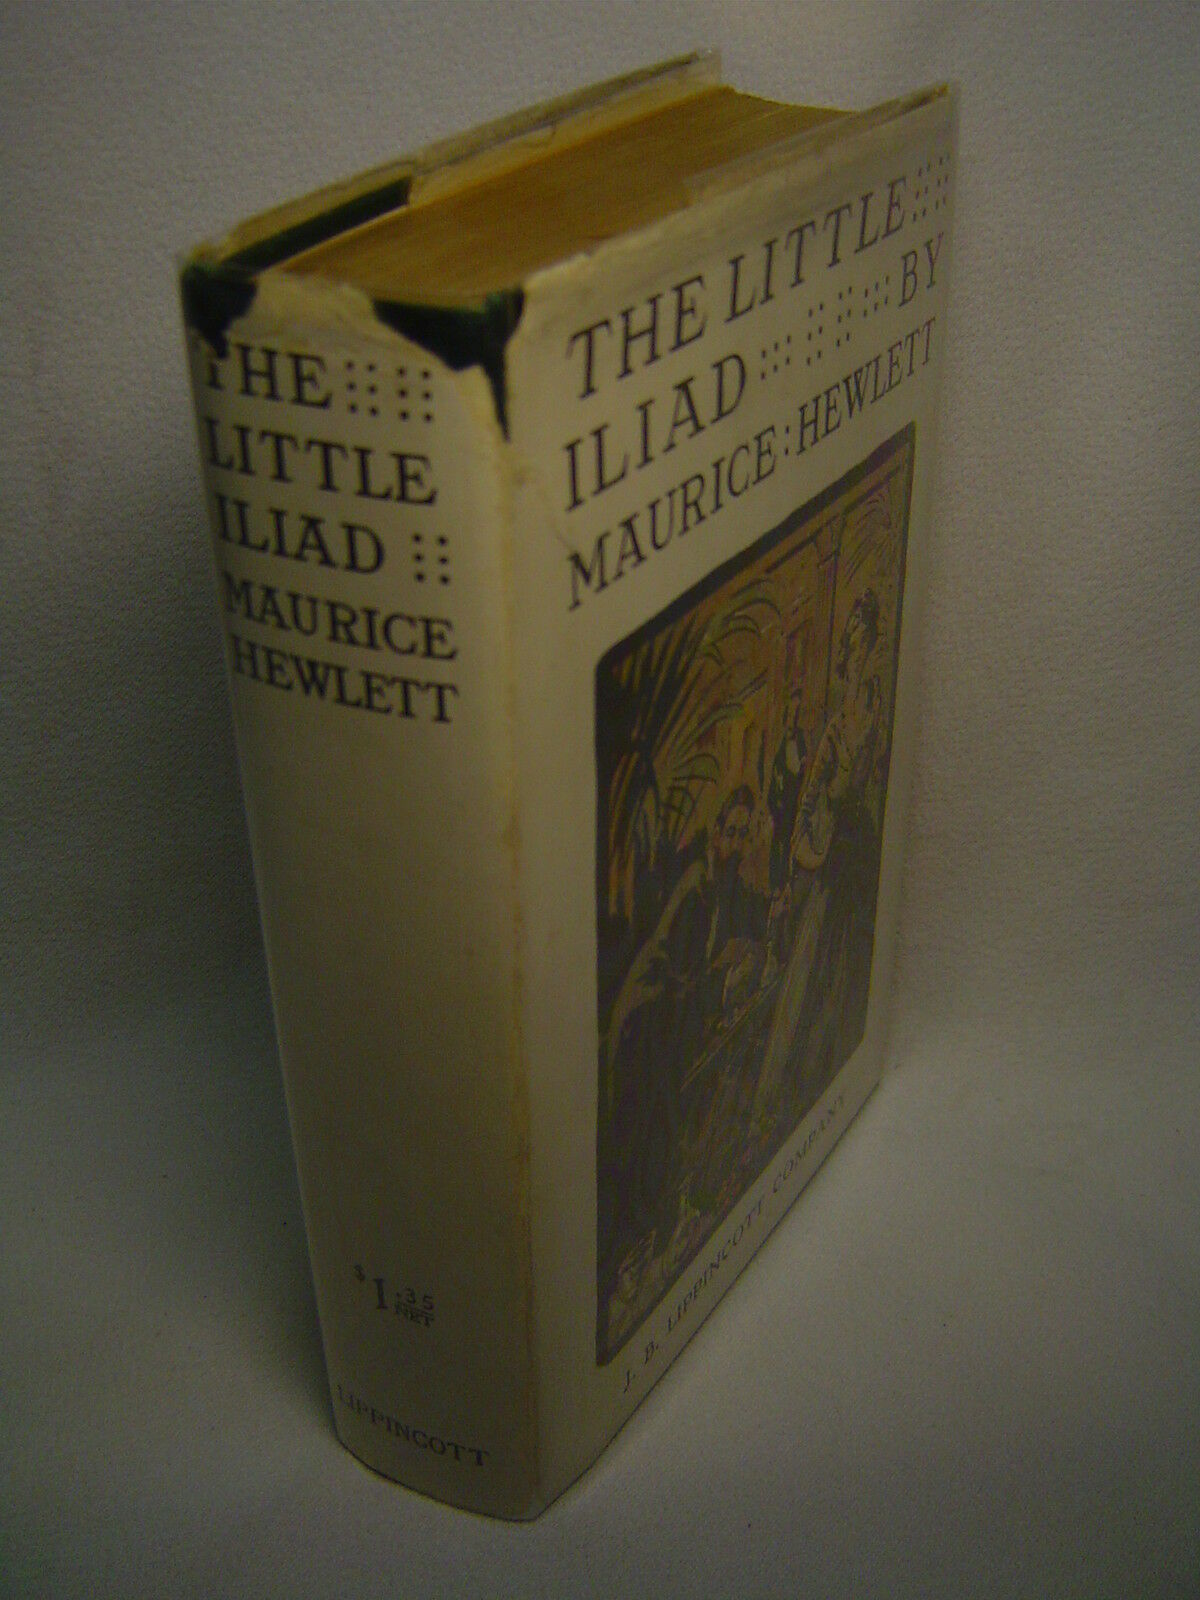 THE
LITTLE
ILIAD
MAURICE
HEWLETT
$1.35
NET
LIPPINCOTT
THE LITTLE
ILIAD BY
MAURICE : HEWLETT
J. B. LIPPINCOTT COMPANY